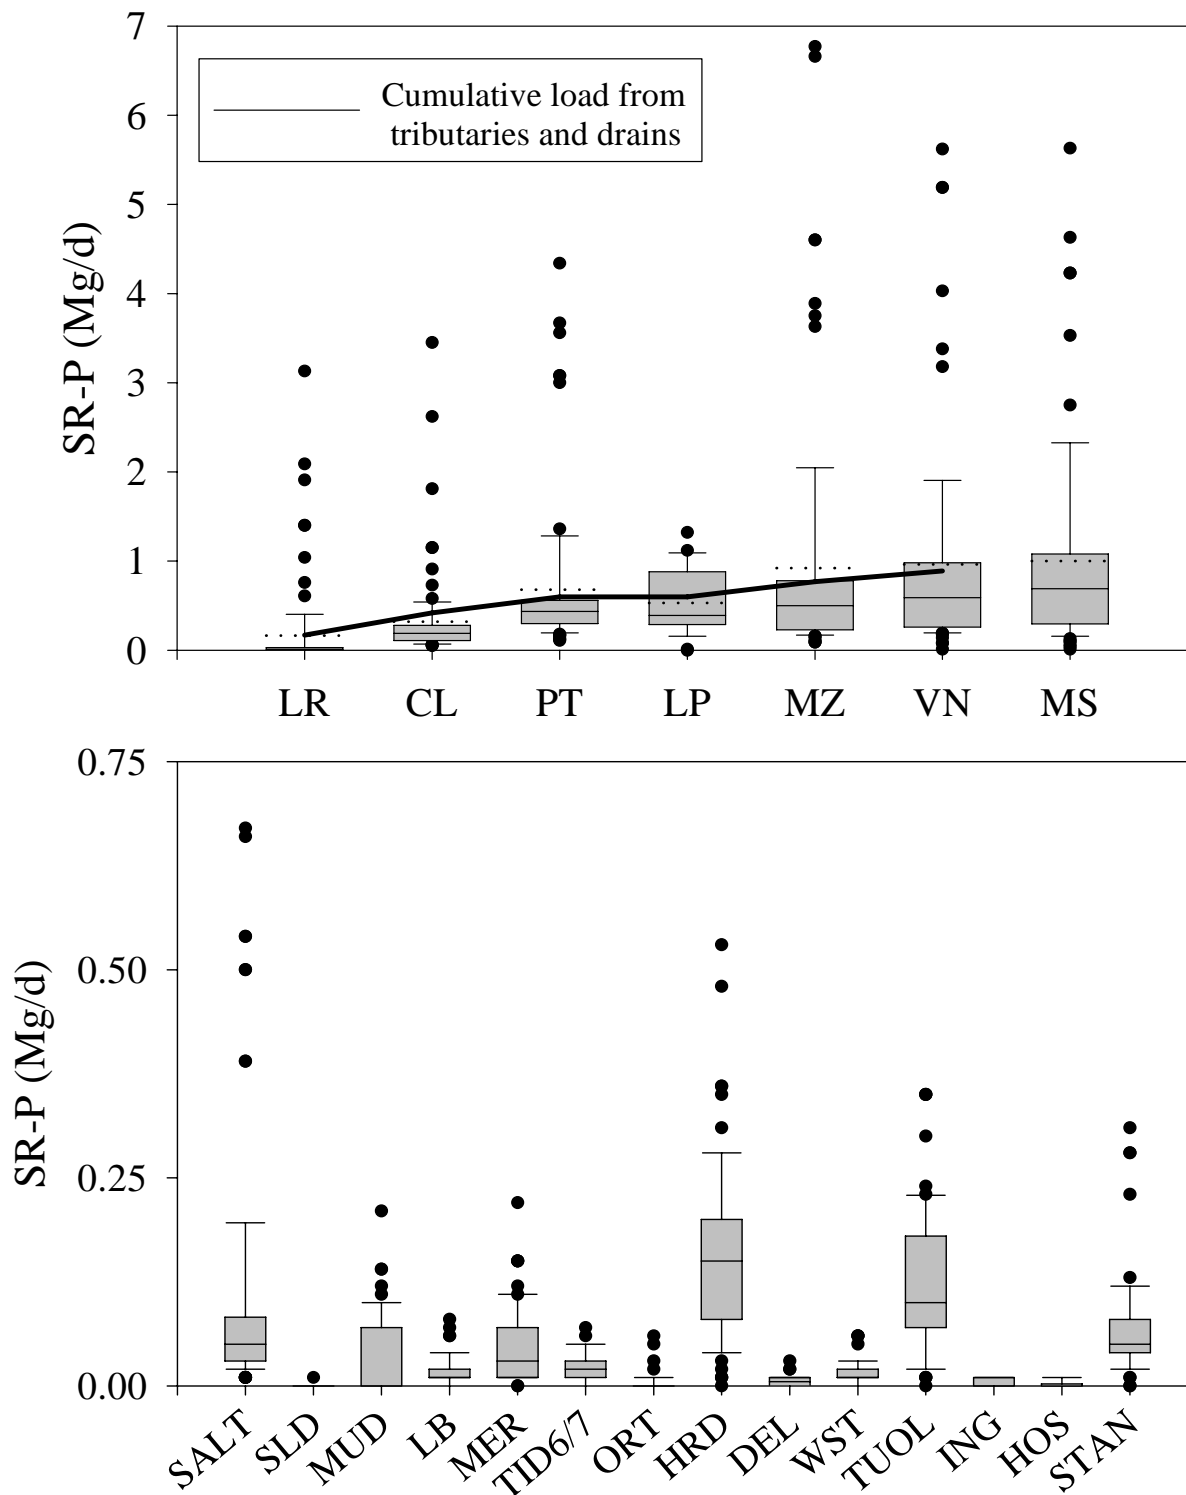 7
6
5
4
3
2
1
0
SR-P (Mg/d)
Cumulative load from
tributaries and drains
LR CL PT LP MZ VN MS
0.75
0.50
0.25
0.00
SR-P (Mg/d)
SALT SLD MUD LB MER TID6/7 ORT HRD DEL WST TUOL ING HOS STAN